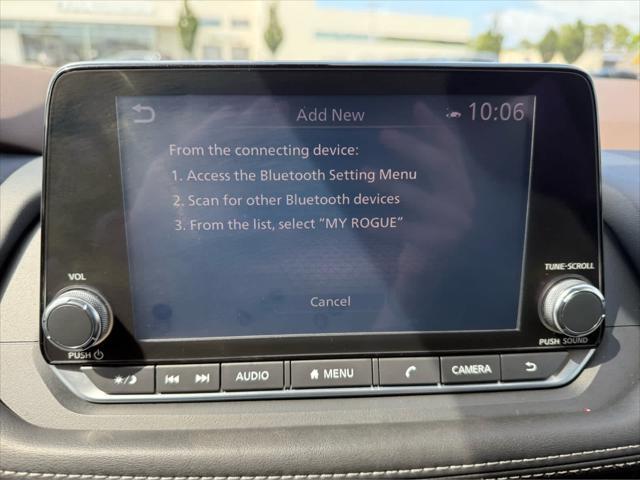 Add New
10:06
From the connecting device:
1. Access the Bluetooth Setting Menu
2. Scan for other Bluetooth devices
3. From the list, select "MY ROGUE"
Cancel
VOL
PUSH
TUNE-SCROLL
PUSH SOUND
AUDIO
MENU
CAMERA